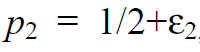 p₂ = 1/2+ε₂,